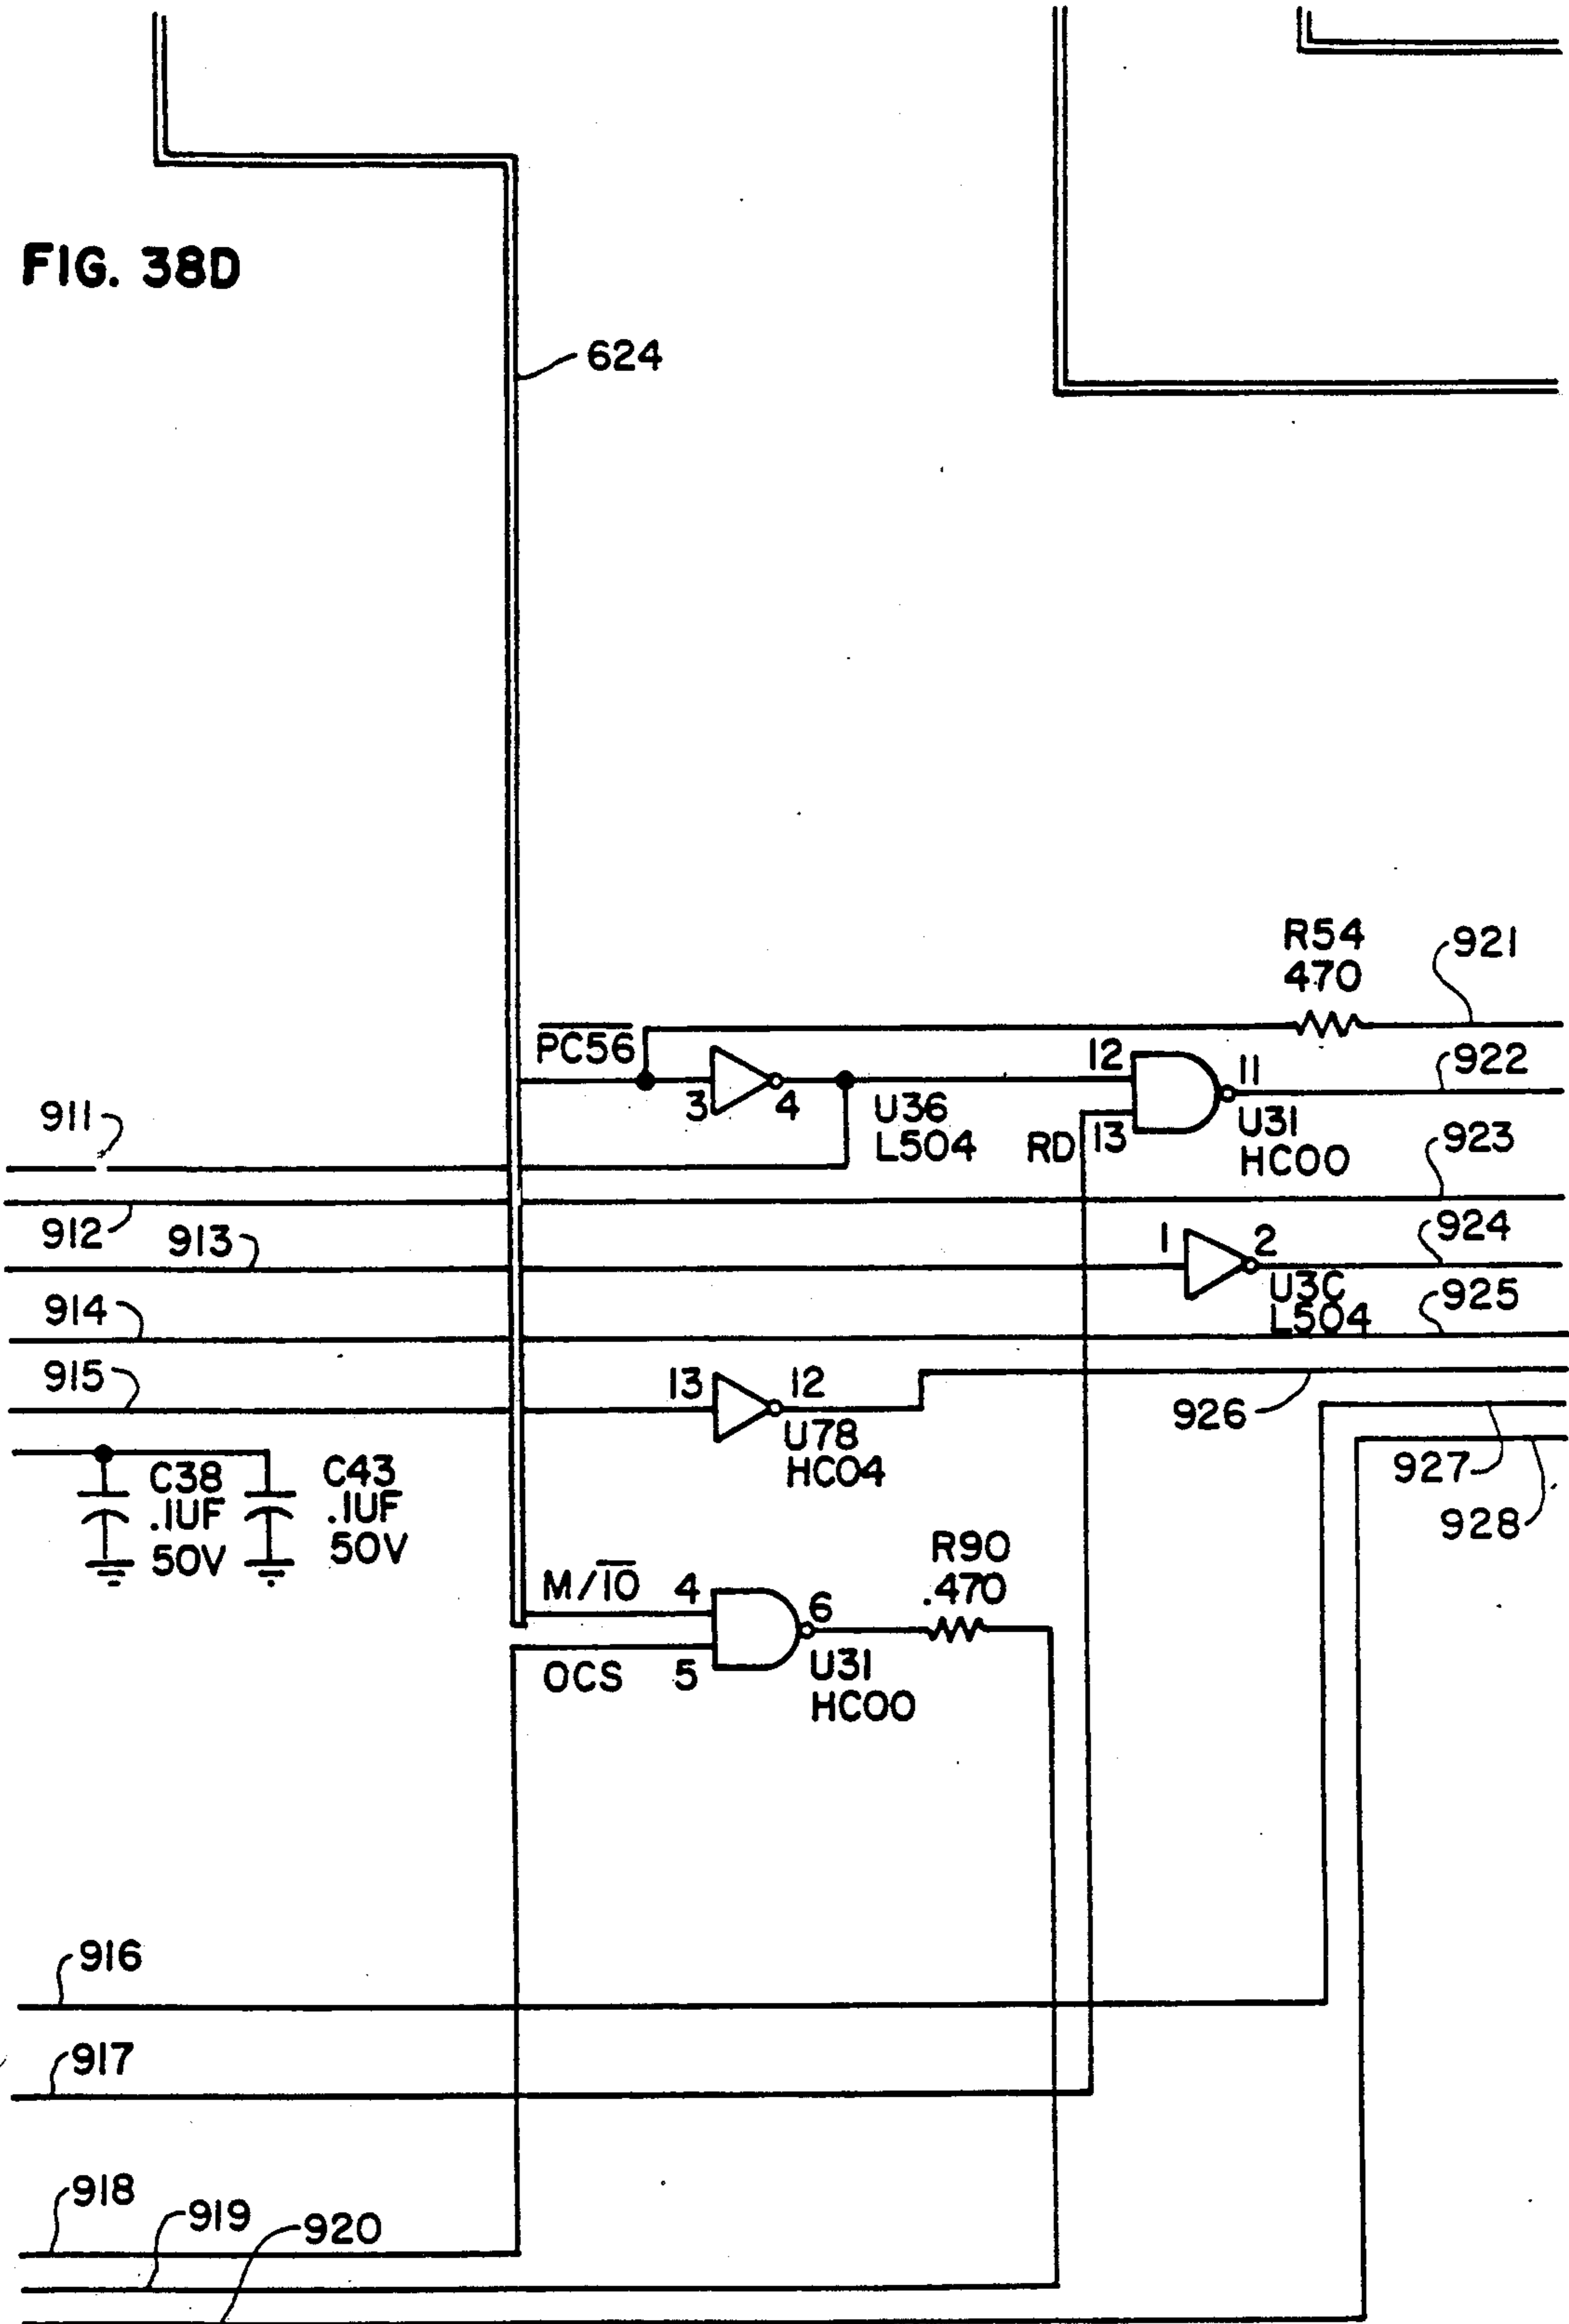 FIG. 38D
624
R54
470
921
PC56
12
11
922
3
4
U36
L504
RD
13
U31
HC00
911
923
912
913
1
2
924
U3C
L504
914
925
915
13
12
926
U78
HC04
927
928
C38
.1UF
50V
C43
.1UF
50V
R90
.470
M/IO
4
6
OCS
5
U31
HC00
916
917
918
919
920